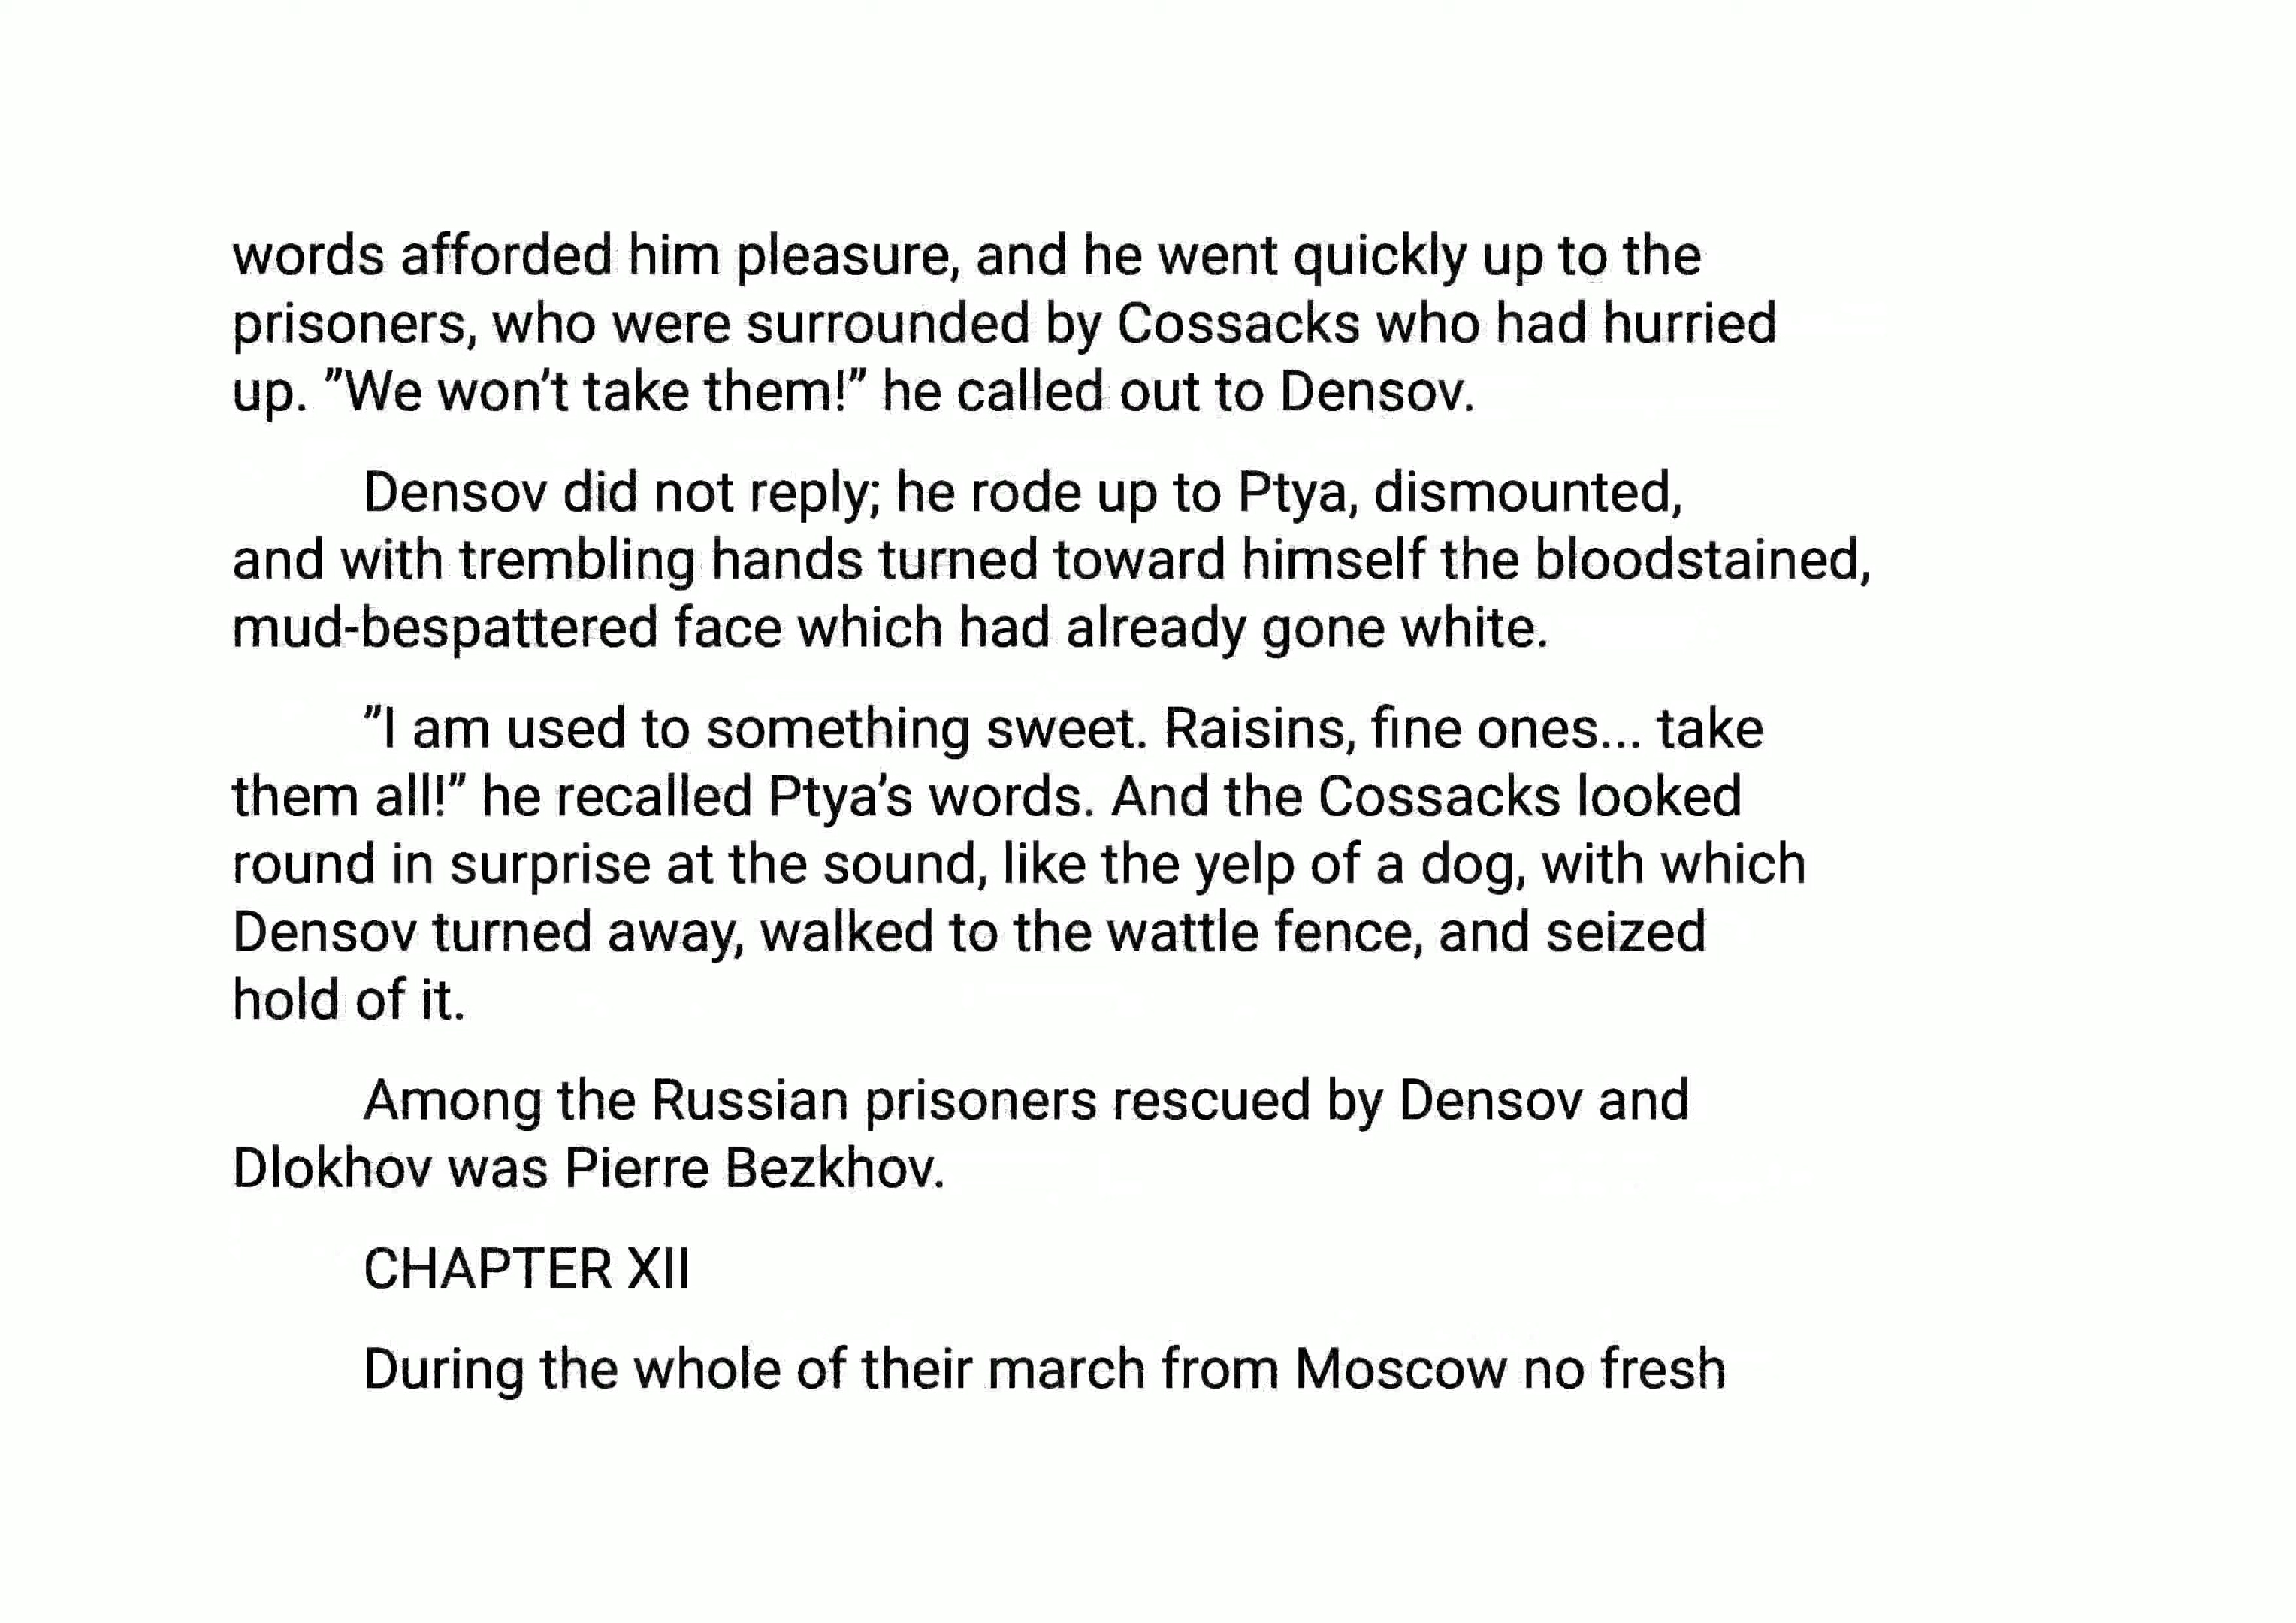 words afforded him pleasure, and he went quickly up to the
prisoners, who were surrounded by Cossacks who had hurried
up. ”We won’t take them!” he called out to Densov.
Densov did not reply; he rode up to Ptya, dismounted,
and with trembling hands turned toward himself the bloodstained,
mud-bespattered face which had already gone white.
”I am used to something sweet. Raisins, fine ones... take
them all!” he recalled Ptya’s words. And the Cossacks looked
round in surprise at the sound, like the yelp of a dog, with which
Densov turned away, walked to the wattle fence, and seized
hold of it.
Among the Russian prisoners rescued by Densov and
Dlokhov was Pierre Bezkhov.
CHAPTER XII
During the whole of their march from Moscow no fresh